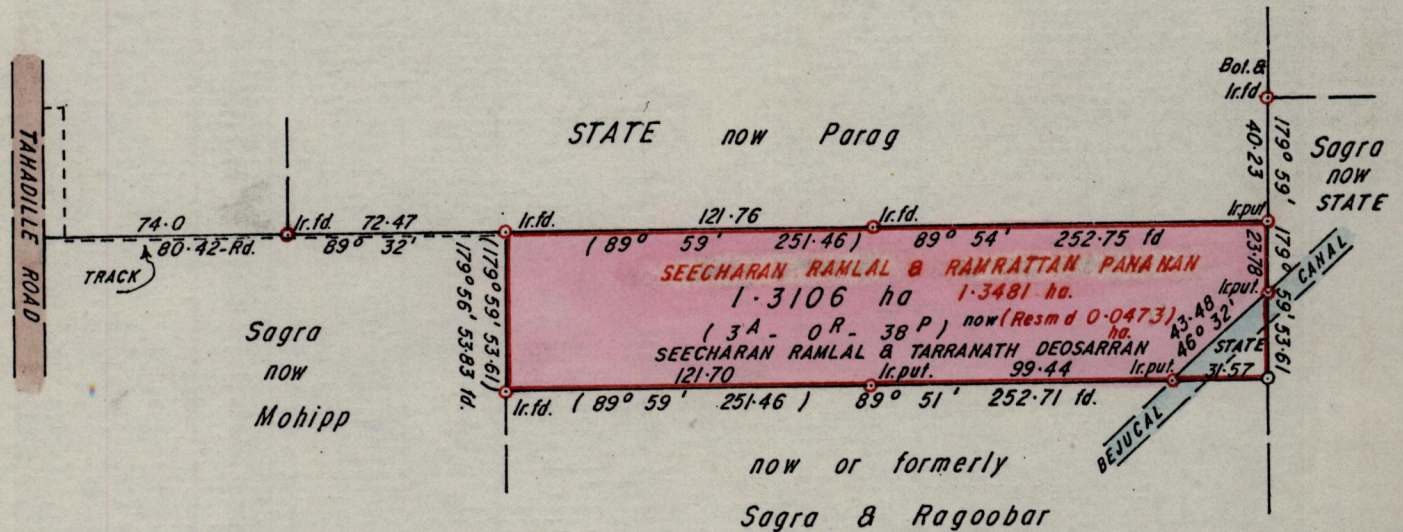 Bol. &
Ir.fd
TAHADILLE ROAD
STATE now Parag
40·23
179° 59'
Sagra
now
STATE
74·0
Ir.fd.
72·47
Ir.fd.
121·76
Ir.fd.
Ir.put
80·42-Rd.
89° 32'
( 89° 59' 251·46 )
89° 54' 252·75 fd
TRACK
(179° 59' 53·61)
179° 56' 53·83 fd.
SEECHARAN RAMLAL & RAMRATTAN PANANAN
1·3106 ha
1·3481 ha.
( 3A - 0R - 38P )
now (Resmd 0·0473)
ha.
SEECHARAN RAMLAL & TARRANATH DEOSARRAN
23·78
179° 59' 53·61
Ir.put.
CANAL
43·48
46° 32'
STATE
Sagra
now
Mohipp
121·70
Ir.put.
99·44
Ir.put.
31·57
Ir.fd.
( 89° 59' 251·46 )
89° 51' 252·71 fd.
BEJUCAL
now or formerly
Sagra & Ragoobar